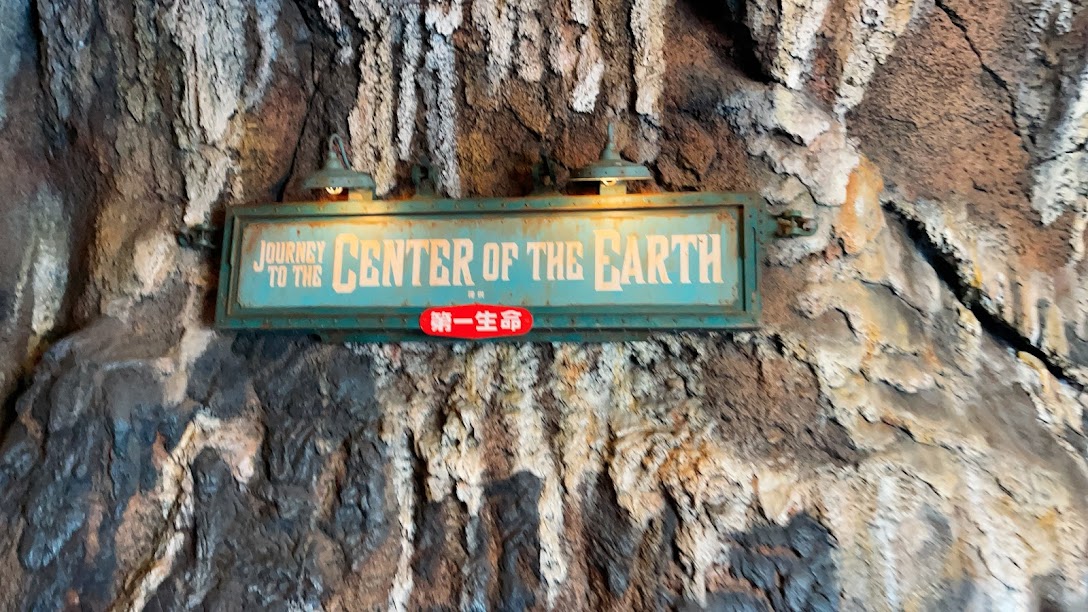 JOURNEY
TO THE
CENTER OF THE EARTH
第一生命